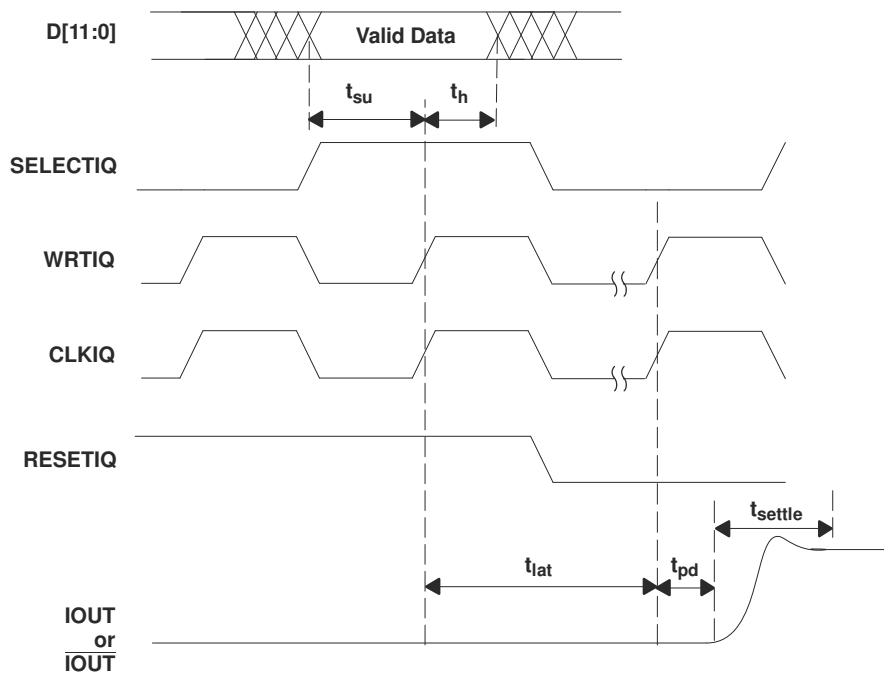 D[11:0]
Valid Data
tsu
th
SELECTIQ
WRTIQ
CLKIQ
RESETIQ
tsettle
tlat
tpd
IOUT
or
IOUT